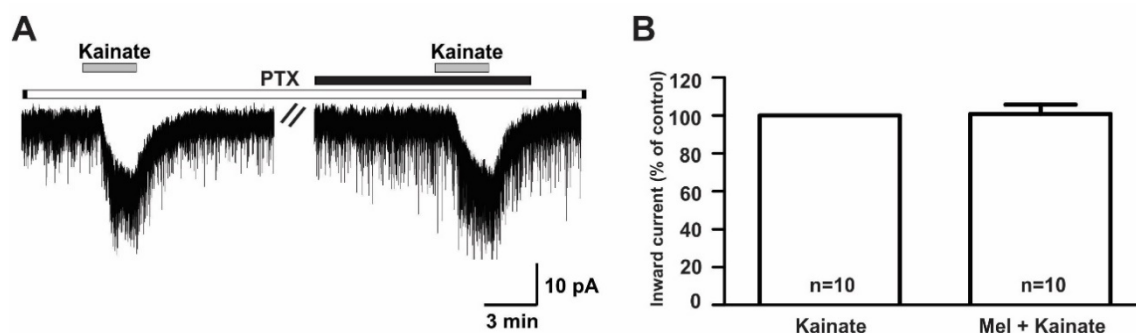 A
Kainate
Kainate
PTX
10 pA
3 min
B
Inward current (% of control)
120
100
80
60
40
20
0
n=10
n=10
Kainate
Mel + Kainate